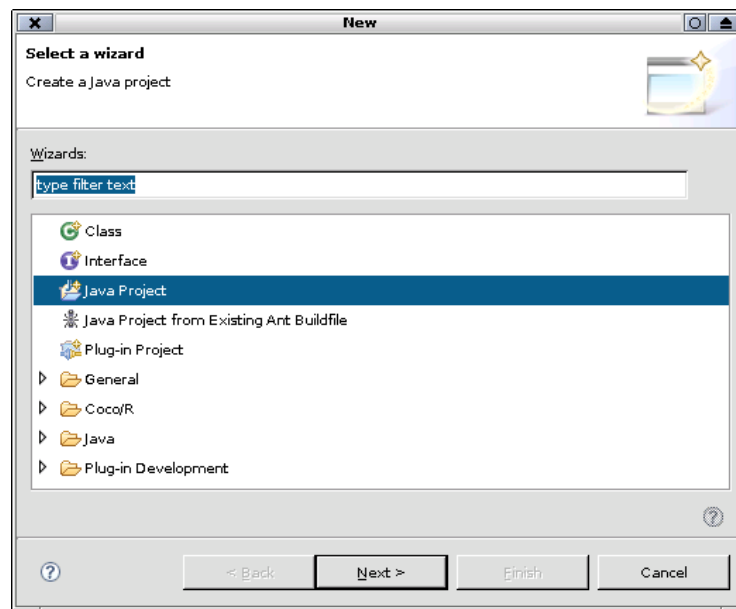 New
Select a wizard
Create a Java project
Wizards:
type filter text
Class
Interface
Java Project
Java Project from Existing Ant Buildfile
Plug-in Project
General
Coco/R
Java
Plug-in Development
< Back Next > Finish Cancel